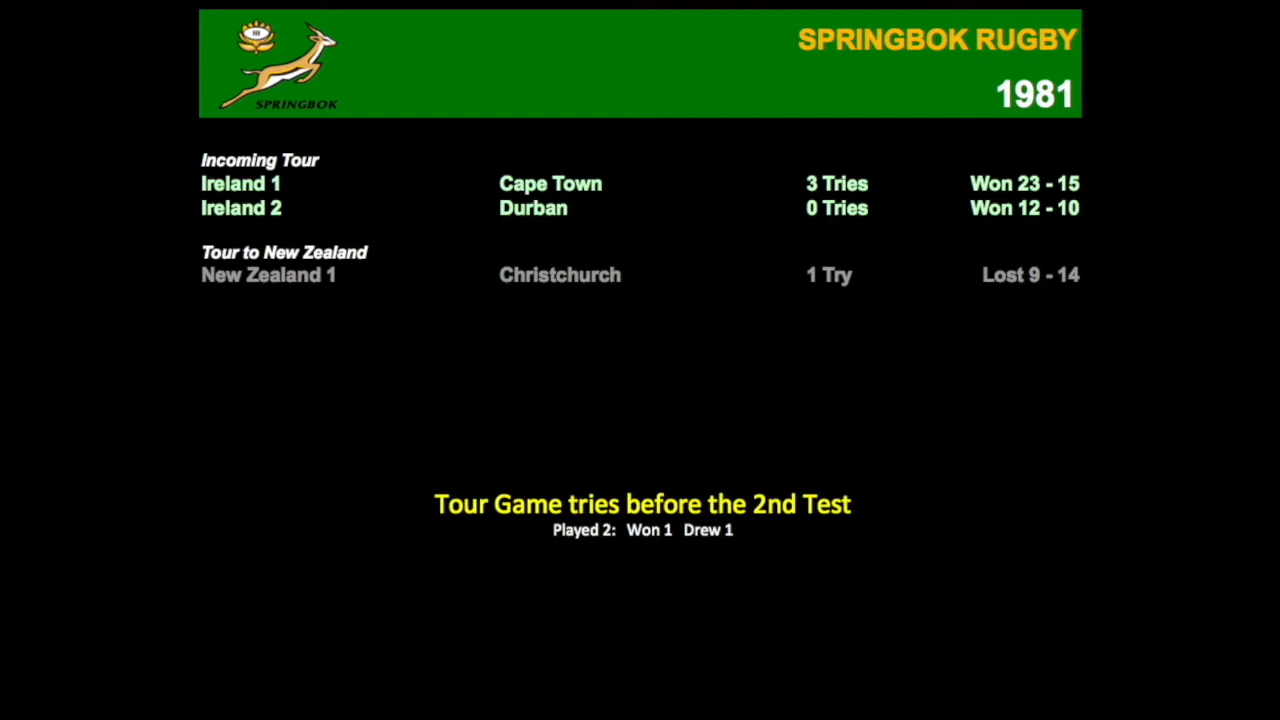 SPRINGBOK
SPRINGBOK RUGBY
1981
Incoming Tour
Ireland 1 Cape Town 3 Tries Won 23 - 15
Ireland 2 Durban 0 Tries Won 12 - 10
Tour to New Zealand
New Zealand 1 Christchurch 1 Try Lost 9 - 14
Tour Game tries before the 2nd Test
Played 2: Won 1 Drew 1